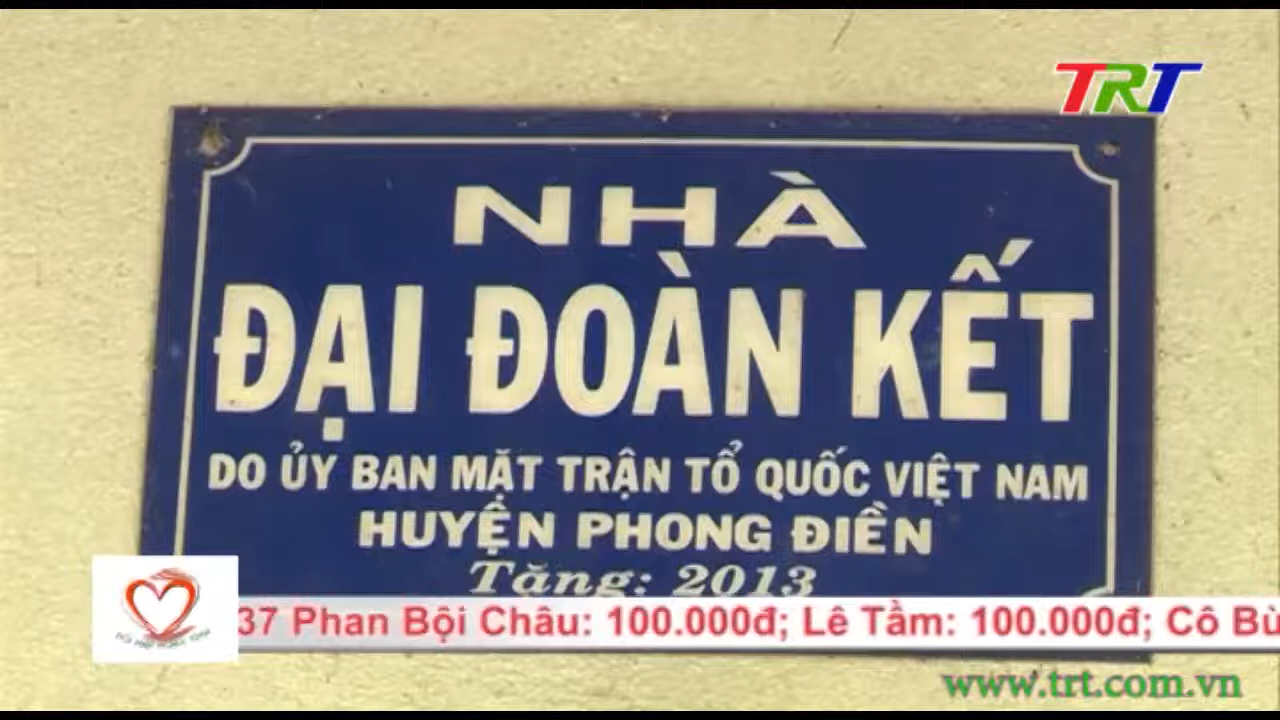 TRT
NHÀ
ĐẠI ĐOÀN KẾT
DO ỦY BAN MẶT TRẬN TỔ QUỐC VIỆT NAM
HUYỆN PHONG ĐIỀN
Tặng: 2013
37 Phan Bội Châu: 100.000đ; Lê Tầm: 100.000đ; Cô Bù
www.trt.com.vn